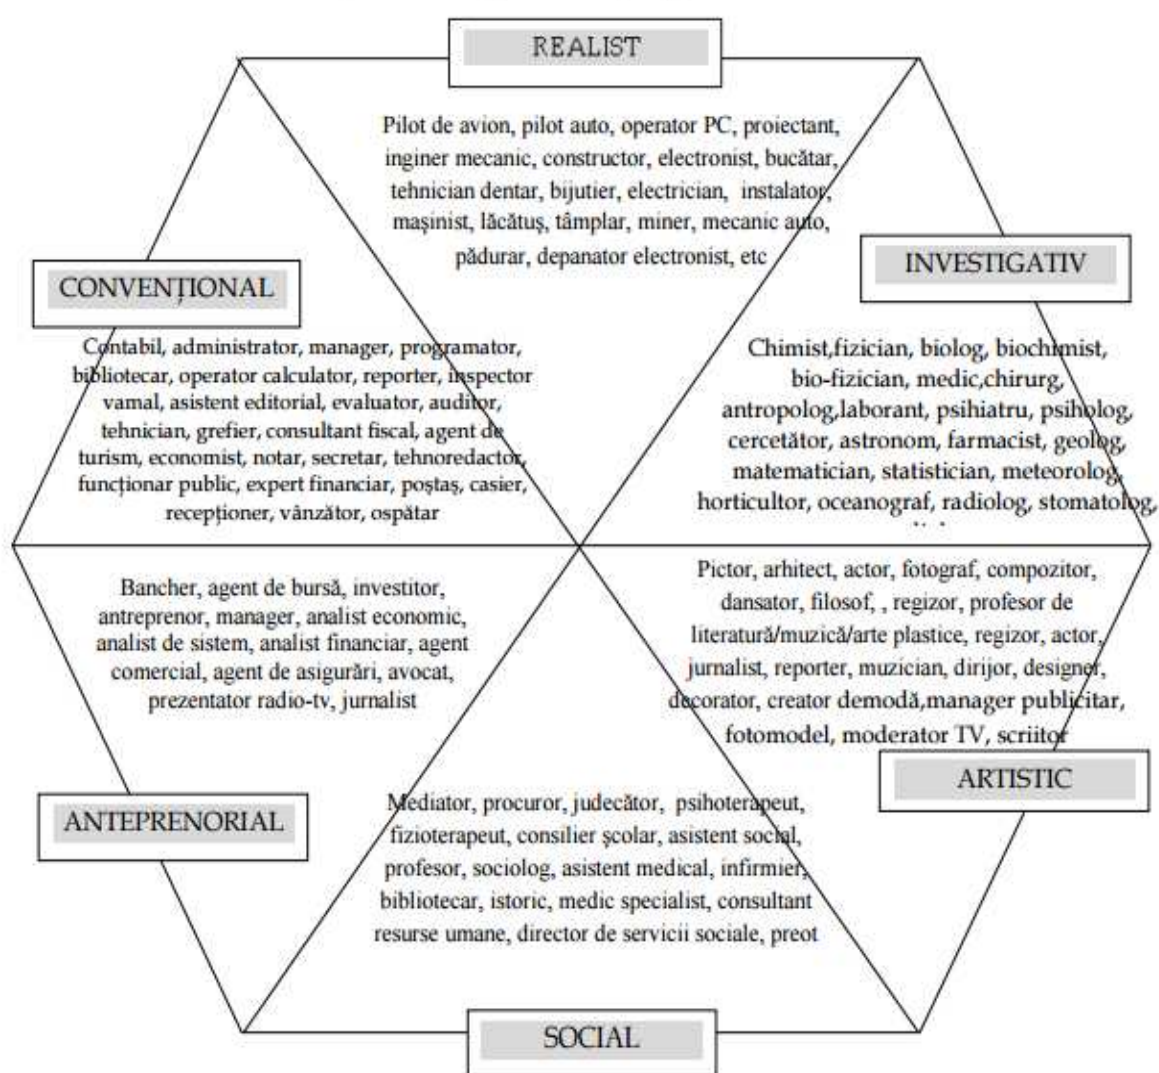 REALIST
Pilot de avion, pilot auto, operator PC, proiectant,
inginer mecanic, constructor, electronist, bucătar,
tehnician dentar, bijutier, electrician, instalator,
mașinist, lăcătuș, tâmplar, miner, mecanic auto,
pădurar, depanator electronist, etc
INVESTIGATIV
Chimist,fizician, biolog, biochimist,
bio-fizician, medic,chirurg,
antropolog,laborant, psihiatru, psiholog,
cercetător, astronom, farmacist, geolog,
matematician, statistician, meteorolog,
horticultor, oceanograf, radiolog, stomatolog,
CONVENȚIONAL
Contabil, administrator, manager, programator,
bibliotecar, operator calculator, reporter, inspector
vamal, asistent editorial, evaluator, auditor,
tehnician, grefier, consultant fiscal, agent de
turism, economist, notar, secretar, tehnoredactor,
funcționar public, expert financiar, poștaș, casier,
recepționer, vânzător, ospătar
Bancher, agent de bursă, investitor,
antreprenor, manager, analist economic,
analist de sistem, analist financiar, agent
comercial, agent de asigurări, avocat,
prezentator radio-tv, jurnalist
ANTEPRENORIAL
Pictor, arhitect, actor, fotograf, compozitor,
dansator, filosof, , regizor, profesor de
literatură/muzică/arte plastice, regizor, actor,
jurnalist, reporter, muzician, dirijor, designer,
decorator, creator demodă,manager publicitar,
fotomodel, moderator TV, scriitor
ARTISTIC
Mediator, procuror, judecător, psihoterapeut,
fizioterapeut, consilier școlar, asistent social,
profesor, sociolog, asistent medical, infirmier,
bibliotecar, istoric, medic specialist, consultant
resurse umane, director de servicii sociale, preot
SOCIAL